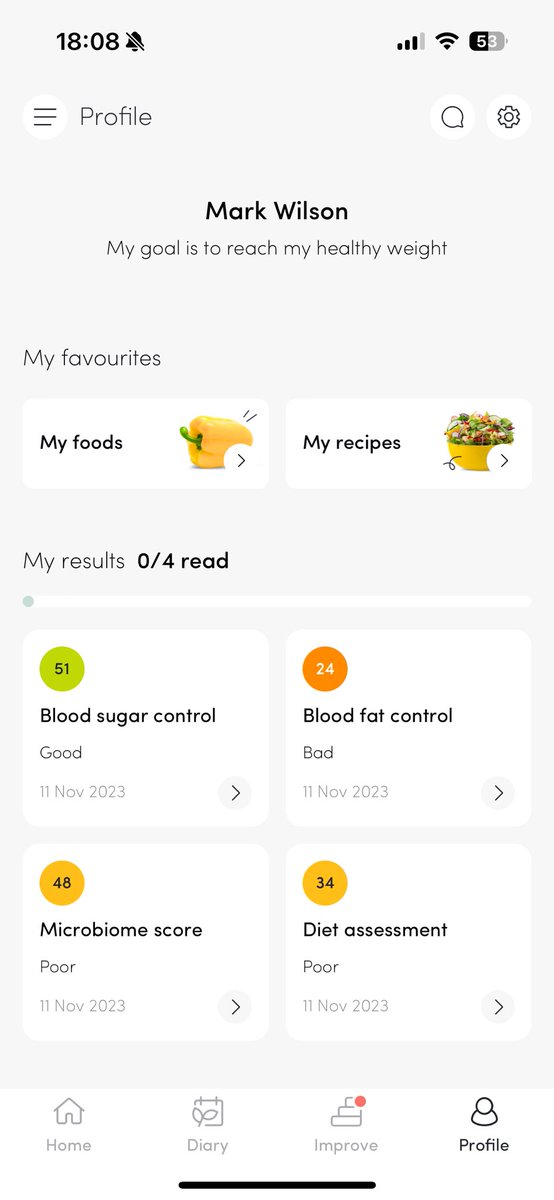 18:08
53
Profile
Mark Wilson
My goal is to reach my healthy weight
My favourites
My foods
My recipes
My results 0/4 read
51
Blood sugar control
Good
11 Nov 2023
24
Blood fat control
Bad
11 Nov 2023
48
Microbiome score
Poor
11 Nov 2023
34
Diet assessment
Poor
11 Nov 2023
Home
Diary
Improve
Profile